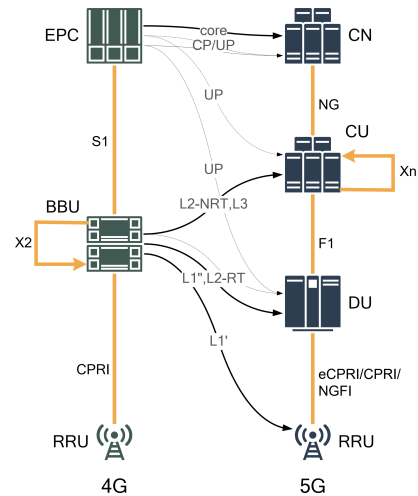 EPC
core
CP/UP
CN
UP
NG
S1
CU
Xn
UP
BBU
L2-NRT,L3
X2
F1
L1",L2-RT
DU
L1'
CPRI
eCPRI/CPRI/
NGFI
RRU
RRU
4G
5G